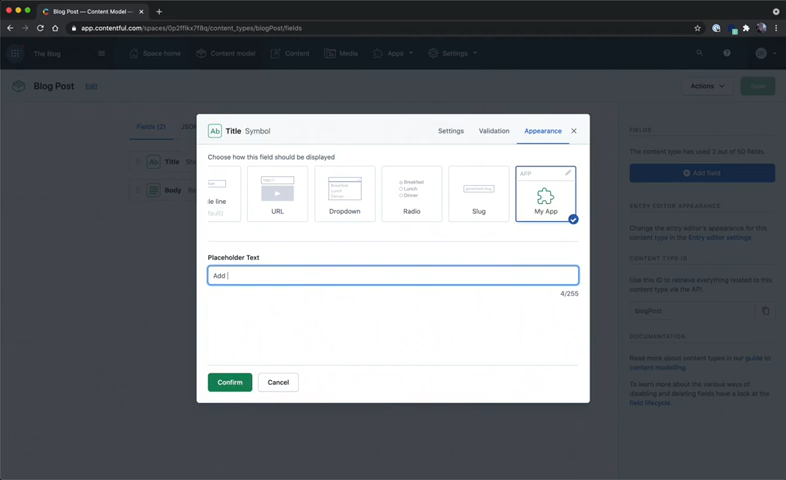 Blog Post — Content Model —
app.contentful.com/spaces/0p2flkx7f8q/content_types/blogPost/fields
The Blog
Space home
Content model
Content
Media
Apps
Settings
Blog Post
Edit
Actions
Save
Fields (2)
JSON
Ab Title
Body
Ab Title Symbol
Settings
Validation
Appearance
Choose how this field should be displayed
URL
Dropdown
Breakfast
Lunch
Dinner
Radio
Slug
APP
My App
Placeholder Text
Add
4/255
Confirm
Cancel
FIELDS
The content type has used 2 out of 50 fields.
Add field
ENTRY EDITOR APPEARANCE
Change the entry editor's appearance for this
content type in the Entry editor settings.
CONTENT TYPE ID
Use this ID to retrieve everything related to this
content type via the API.
blogPost
DOCUMENTATION
Read more about content types in our guide to
content modelling.
To learn more about the various ways of
disabling and deleting fields have a look at the
field lifecycle.